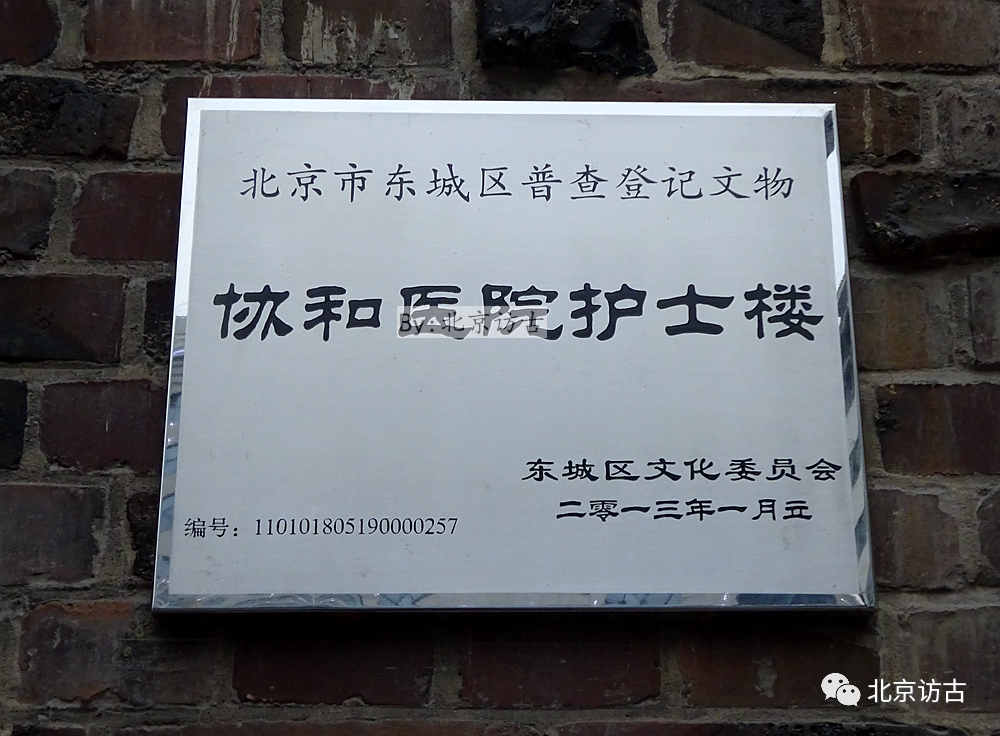 北京市东城区普查登记文物
协和医院护士楼
By 北京访古
东城区文化委员会
二零一三年一月立
编号：110101805190000257
北京访古